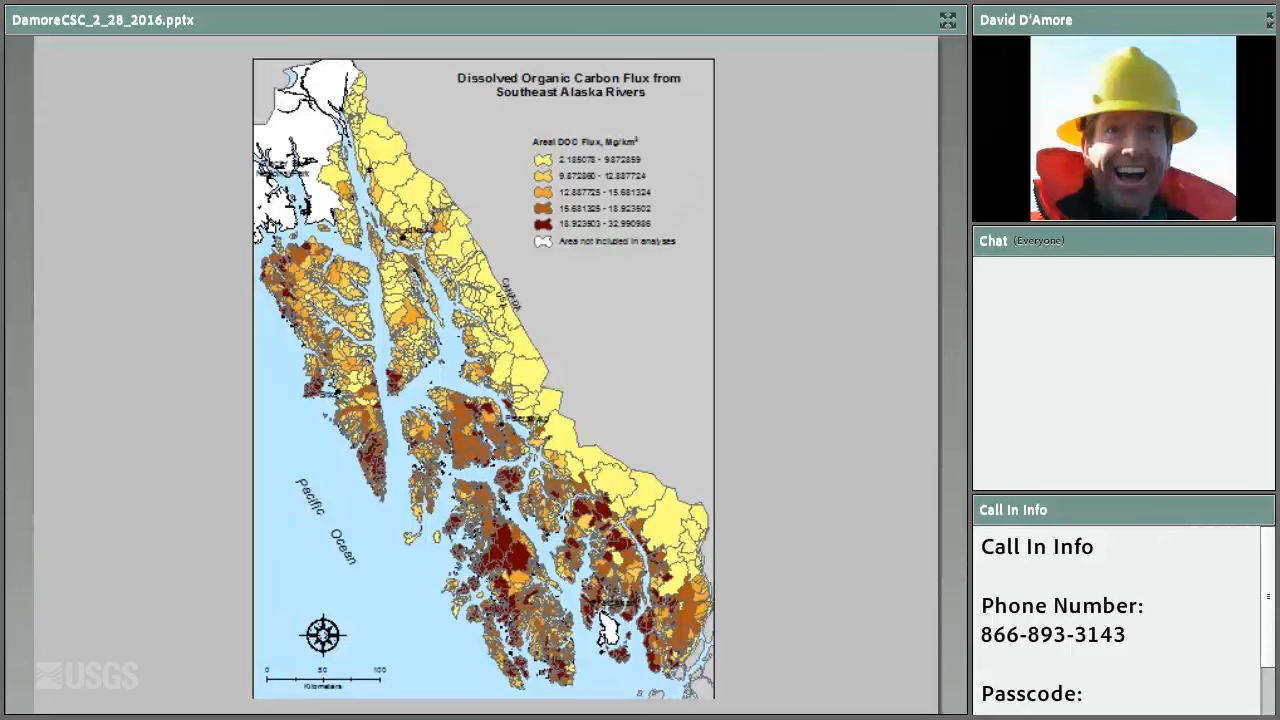 DamoreCSC_2_28_2016.pptx
David D'Amore
Dissolved Organic Carbon Flux from
Southeast Alaska Rivers
Areal DOC Flux, Mg/km²
2.185078 - 9.872859
9.872860 - 12.887724
12.887725 - 15.681324
15.681325 - 18.923502
18.923503 - 32.990986
Area not included in analyses
CANADA
USA
Pacific Ocean
0 50 100
Kilometers
USGS
Chat (Everyone)
Call In Info
Call In Info
Phone Number:
866-893-3143
Passcode: